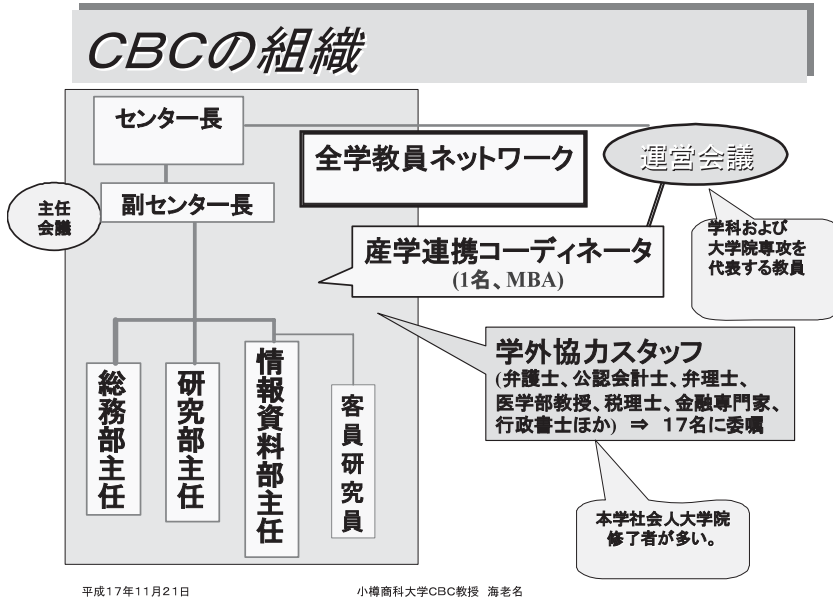 CBCの組織
センター長
全学教員ネットワーク
運営会議
主任
会議
副センター長
学科および
大学院専攻を
代表する教員
産学連携コーディネータ
(1名、MBA)
学外協力スタッフ
(弁護士、公認会計士、弁理士、
医学部教授、税理士、金融専門家、
行政書士ほか) ⇒ 17名に委嘱
総務部主任
研究部主任
情報資料部主任
客員研究員
本学社会人大学院
修了者が多い。
平成17年11月21日
小樽商科大学CBC教授 海老名